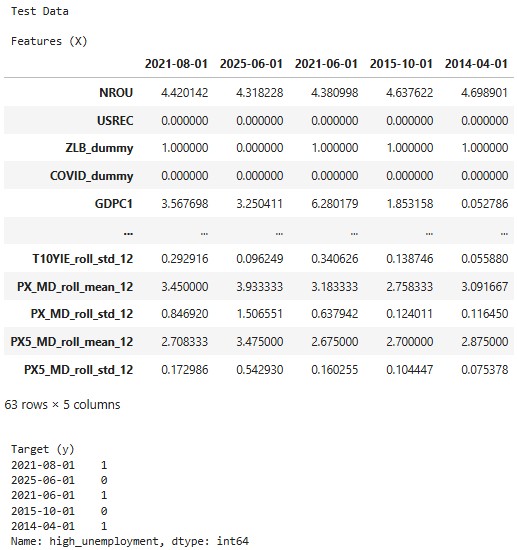 Test Data
Features (X)
2021-08-01 2025-06-01 2021-06-01 2015-10-01 2014-04-01
NROU 4.420142 4.318228 4.380998 4.637622 4.698901
USREC 0.000000 0.000000 0.000000 0.000000 0.000000
ZLB_dummy 1.000000 0.000000 1.000000 1.000000 1.000000
COVID_dummy 0.000000 0.000000 0.000000 0.000000 0.000000
GDPC1 3.567698 3.250411 6.280179 1.853158 0.052786
... ... ... ... ... ...
T10YIE_roll_std_12 0.292916 0.096249 0.340626 0.138746 0.055880
PX_MD_roll_mean_12 3.450000 3.933333 3.183333 2.758333 3.091667
PX_MD_roll_std_12 0.846920 1.506551 0.637942 0.124011 0.116450
PX5_MD_roll_mean_12 2.708333 3.475000 2.675000 2.700000 2.875000
PX5_MD_roll_std_12 0.172986 0.542930 0.160255 0.104447 0.075378
63 rows × 5 columns
Target (y)
2021-08-01 1
2025-06-01 0
2021-06-01 1
2015-10-01 0
2014-04-01 1
Name: high_unemployment, dtype: int64